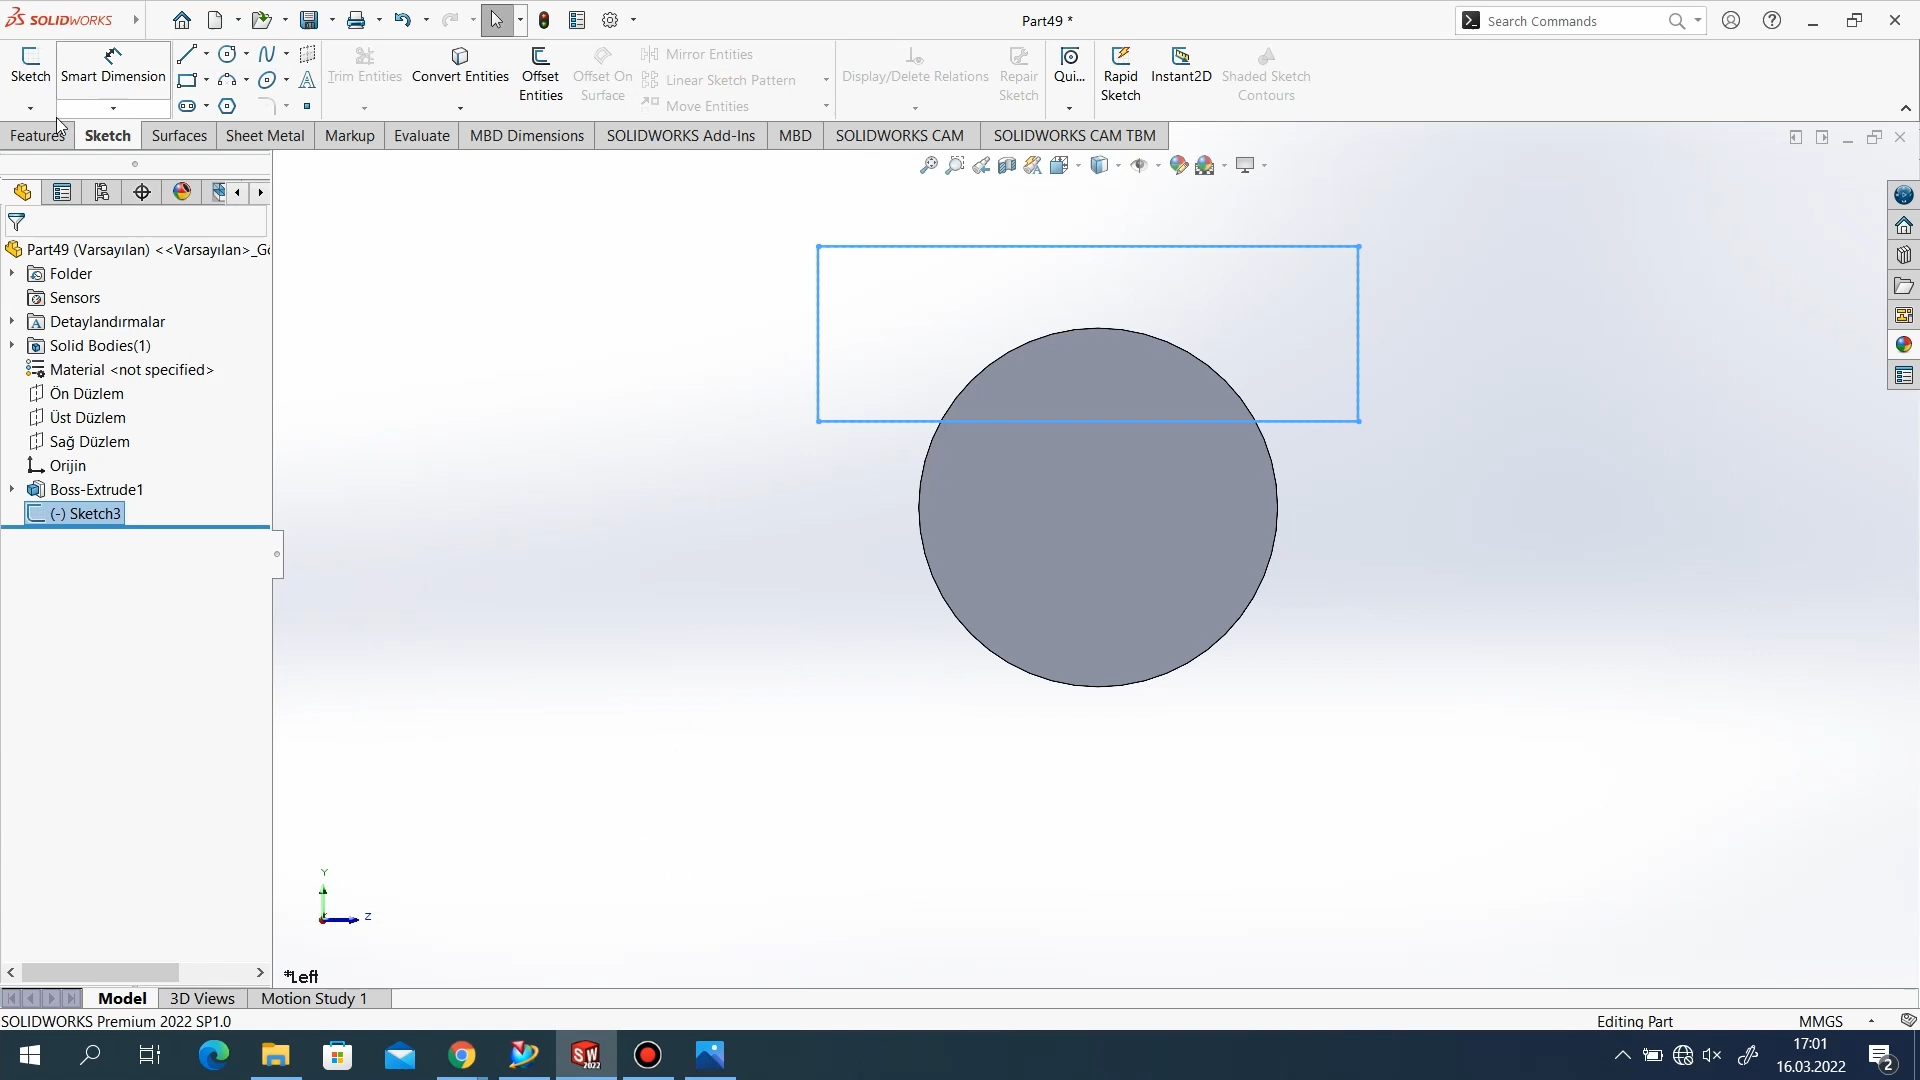 SOLIDWORKS
Part49 *
Search Commands
Sketch
Smart Dimension
Trim Entities
Convert Entities
Offset Entities
Offset On Surface
Mirror Entities
Linear Sketch Pattern
Move Entities
Display/Delete Relations
Repair Sketch
Qui...
Rapid Sketch
Instant2D
Shaded Sketch Contours
Features
Sketch
Surfaces
Sheet Metal
Markup
Evaluate
MBD Dimensions
SOLIDWORKS Add-Ins
MBD
SOLIDWORKS CAM
SOLIDWORKS CAM TBM
Part49 (Varsayılan) <<Varsayılan>_Gö
Folder
Sensors
Detaylandırmalar
Solid Bodies(1)
Material <not specified>
Ön Düzlem
Üst Düzlem
Sağ Düzlem
Orijin
Boss-Extrude1
(-) Sketch3
Y
Z
*Left
Model
3D Views
Motion Study 1
SOLIDWORKS Premium 2022 SP1.0
Editing Part
MMGS
SW
2022
17:01
16.03.2022
2